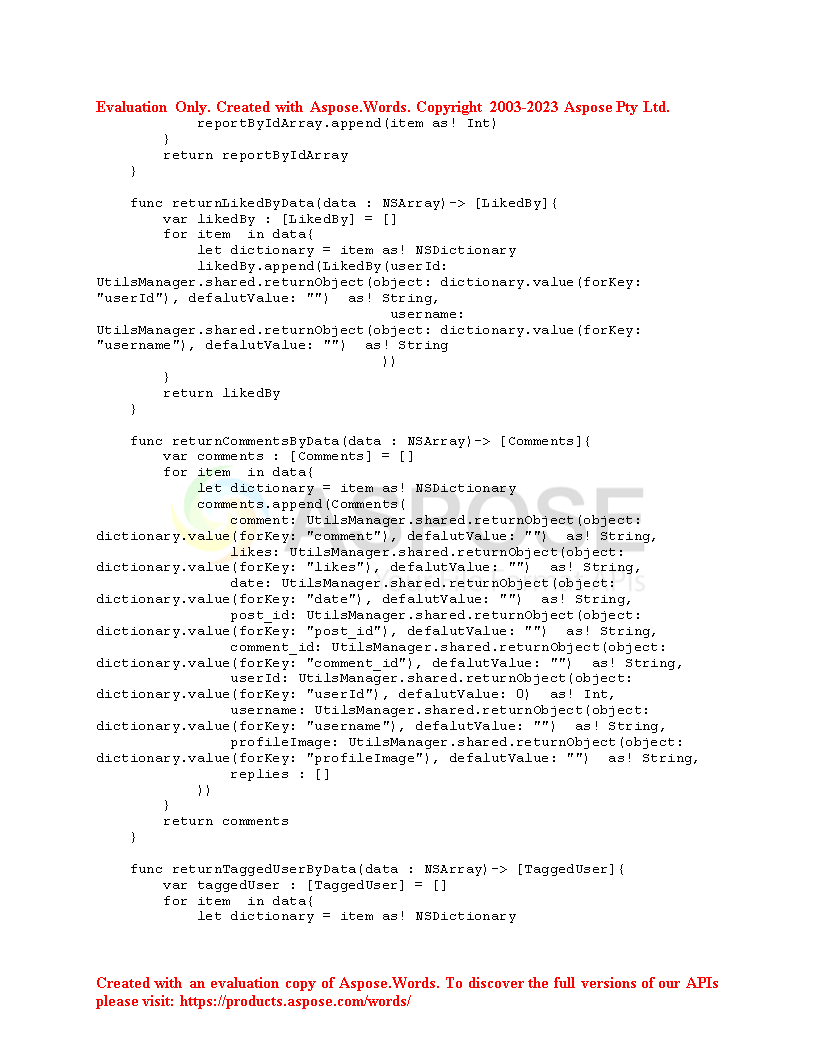 Evaluation Only. Created with Aspose.Words. Copyright 2003-2023 Aspose Pty Ltd.
            reportByIdArray.append(item as! Int)
        }
        return reportByIdArray
    }

    func returnLikedByData(data : NSArray)-> [LikedBy]{
        var likedBy : [LikedBy] = []
        for item  in data{
            let dictionary = item as! NSDictionary
            likedBy.append(LikedBy(userId:
UtilsManager.shared.returnObject(object: dictionary.value(forKey:
"userId"), defalutValue: "")  as! String,
                                   username:
UtilsManager.shared.returnObject(object: dictionary.value(forKey:
"username"), defalutValue: "")  as! String
                                  ))
        }
        return likedBy
    }

    func returnCommentsByData(data : NSArray)-> [Comments]{
        var comments : [Comments] = []
        for item  in data{
            let dictionary = item as! NSDictionary
            comments.append(Comments(
                comment: UtilsManager.shared.returnObject(object:
dictionary.value(forKey: "comment"), defalutValue: "")  as! String,
                likes: UtilsManager.shared.returnObject(object:
dictionary.value(forKey: "likes"), defalutValue: "")  as! String,
                date: UtilsManager.shared.returnObject(object:
dictionary.value(forKey: "date"), defalutValue: "")  as! String,
                post_id: UtilsManager.shared.returnObject(object:
dictionary.value(forKey: "post_id"), defalutValue: "")  as! String,
                comment_id: UtilsManager.shared.returnObject(object:
dictionary.value(forKey: "comment_id"), defalutValue: "")  as! String,
                userId: UtilsManager.shared.returnObject(object:
dictionary.value(forKey: "userId"), defalutValue: 0)  as! Int,
                username: UtilsManager.shared.returnObject(object:
dictionary.value(forKey: "username"), defalutValue: "")  as! String,
                profileImage: UtilsManager.shared.returnObject(object:
dictionary.value(forKey: "profileImage"), defalutValue: "")  as! String,
                replies : []
            ))
        }
        return comments
    }

    func returnTaggedUserByData(data : NSArray)-> [TaggedUser]{
        var taggedUser : [TaggedUser] = []
        for item  in data{
            let dictionary = item as! NSDictionary
ASPOSE
APIs
Created with an evaluation copy of Aspose.Words. To discover the full versions of our APIs
please visit: https://products.aspose.com/words/